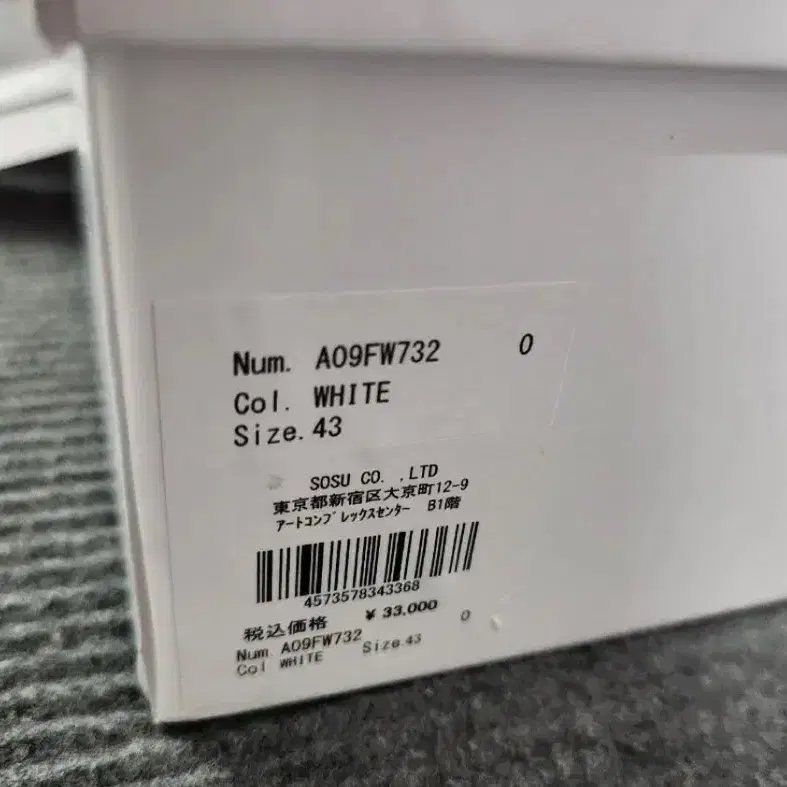 Num. A09FW732 0
Col. WHITE
Size.43
SOSU CO. ,LTD
東京都新宿区大京町12-9
アートコンプレックスセンター B1階
4573578343368
税込価格 ¥ 33,000
Num A09FW732 0
Col WHITE Size.43